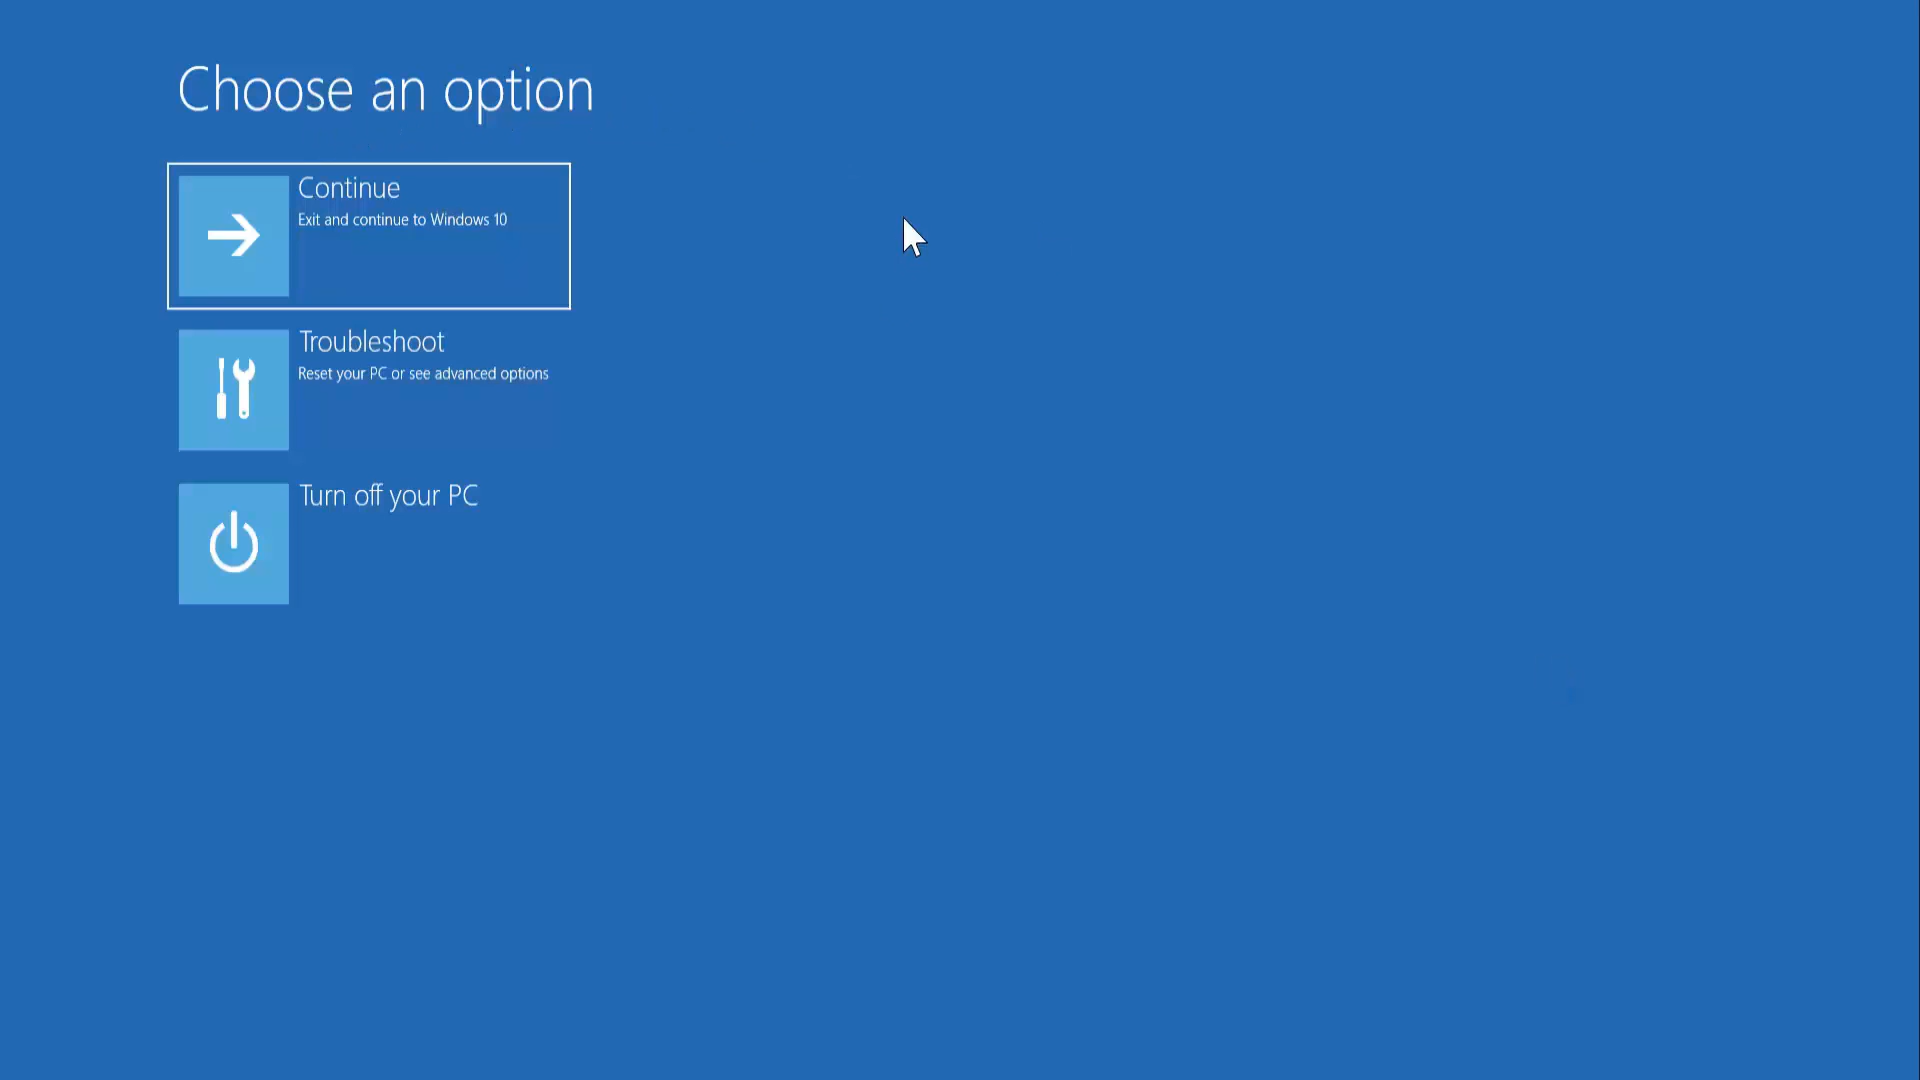 Choose an option
Continue
Exit and continue to Windows 10
Troubleshoot
Reset your PC or see advanced options
Turn off your PC